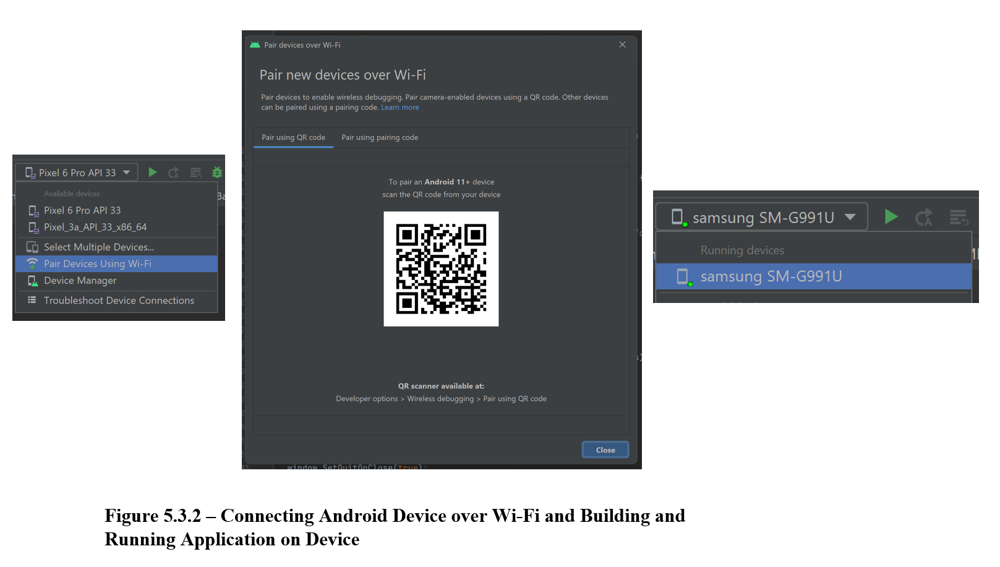 Pixel 6 Pro API 33
Available devices
Pixel 6 Pro API 33
Pixel_3a_API_33_x86_64
Select Multiple Devices...
Pair Devices Using Wi-Fi
Device Manager
Troubleshoot Device Connections
Pair devices over Wi-Fi
Pair new devices over Wi-Fi
Pair devices to enable wireless debugging. Pair camera-enabled devices using a QR code. Other devices
can be paired using a pairing code. Learn more
Pair using QR code Pair using pairing code
To pair an Android 11+ device
scan the QR code from your device
QR scanner available at:
Developer options > Wireless debugging > Pair using QR code
Close
window.SetQuitOnClose(true);
samsung SM-G991U
Running devices
samsung SM-G991U
Figure 5.3.2 – Connecting Android Device over Wi-Fi and Building and
Running Application on Device